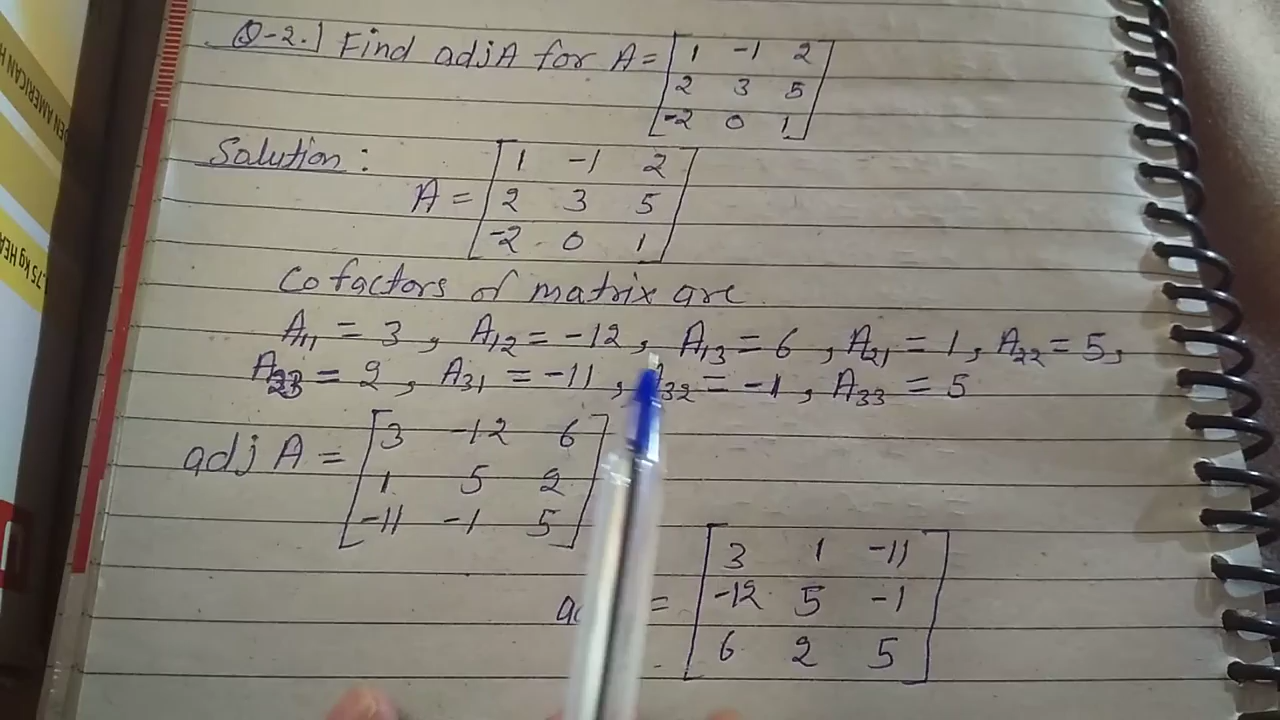 Q-2.] Find adjA for A = [1 -1 2
2 3 5
-2 0 1]
Solution :
A = [1 -1 2
2 3 5
-2 0 1]
Cofactors of matrix are
A11 = 3 , A12 = -12 , A13 = 6 , A21 = 1 , A22 = 5 ,
A23 = 2 , A31 = -11 , A32 = -1 , A33 = 5
adj A = [3 -12 6
1 5 2
-11 -1 5]
= [3 1 -11
-12 5 -1
6 2 5]